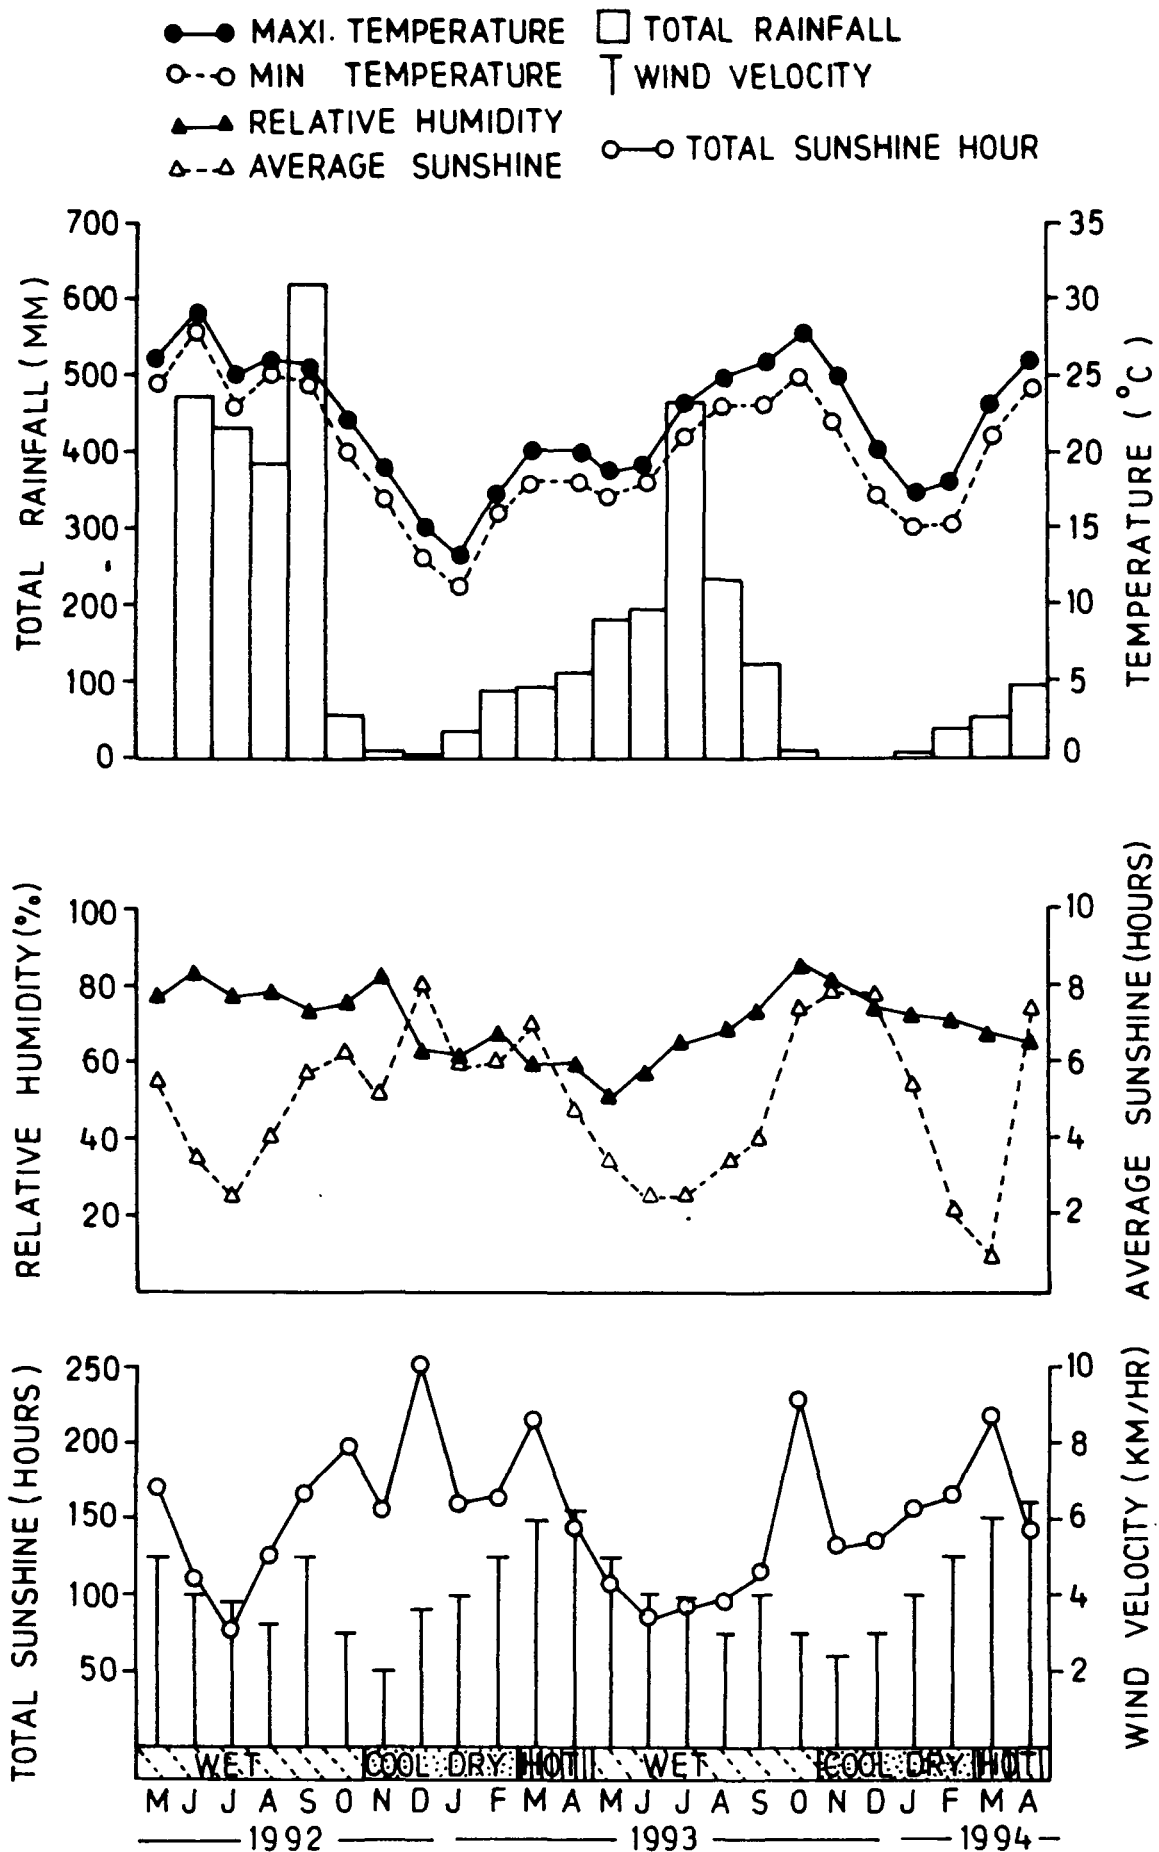 MAXI. TEMPERATURE
MIN TEMPERATURE
RELATIVE HUMIDITY
AVERAGE SUNSHINE
TOTAL RAINFALL
WIND VELOCITY
TOTAL SUNSHINE HOUR
TOTAL RAINFALL (MM)
700
600
500
400
300
200
100
0
35
30
25
20
15
10
5
0
TEMPERATURE (°C)
RELATIVE HUMIDITY (%)
100
80
60
40
20
10
8
6
4
2
AVERAGE SUNSHINE (HOURS)
TOTAL SUNSHINE (HOURS)
250
200
150
100
50
10
8
6
4
2
WIND VELOCITY (KM/HR)
WET COOL DRY HOT WET COOL DRY HOT
M J J A S O N D J F M A M J J A S O N D J F M A
1992 1993 1994